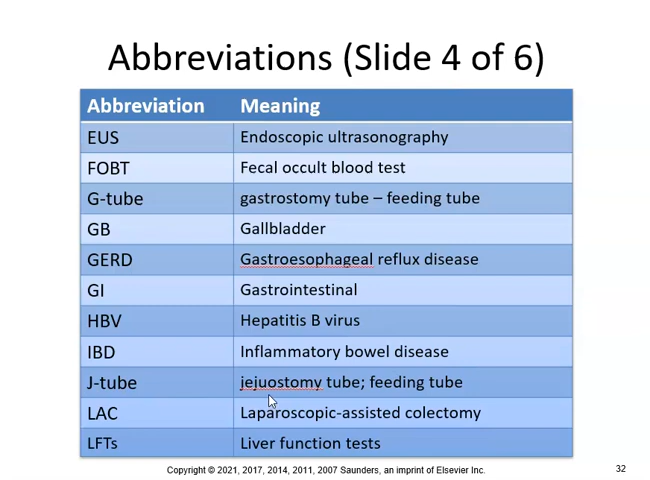 Abbreviations (Slide 4 of 6)
Abbreviation Meaning
EUS Endoscopic ultrasonography
FOBT Fecal occult blood test
G-tube gastrostomy tube – feeding tube
GB Gallbladder
GERD Gastroesophageal reflux disease
GI Gastrointestinal
HBV Hepatitis B virus
IBD Inflammatory bowel disease
J-tube jejuostomy tube; feeding tube
LAC Laparoscopic-assisted colectomy
LFTs Liver function tests
Copyright © 2021, 2017, 2014, 2011, 2007 Saunders, an imprint of Elsevier Inc. 32